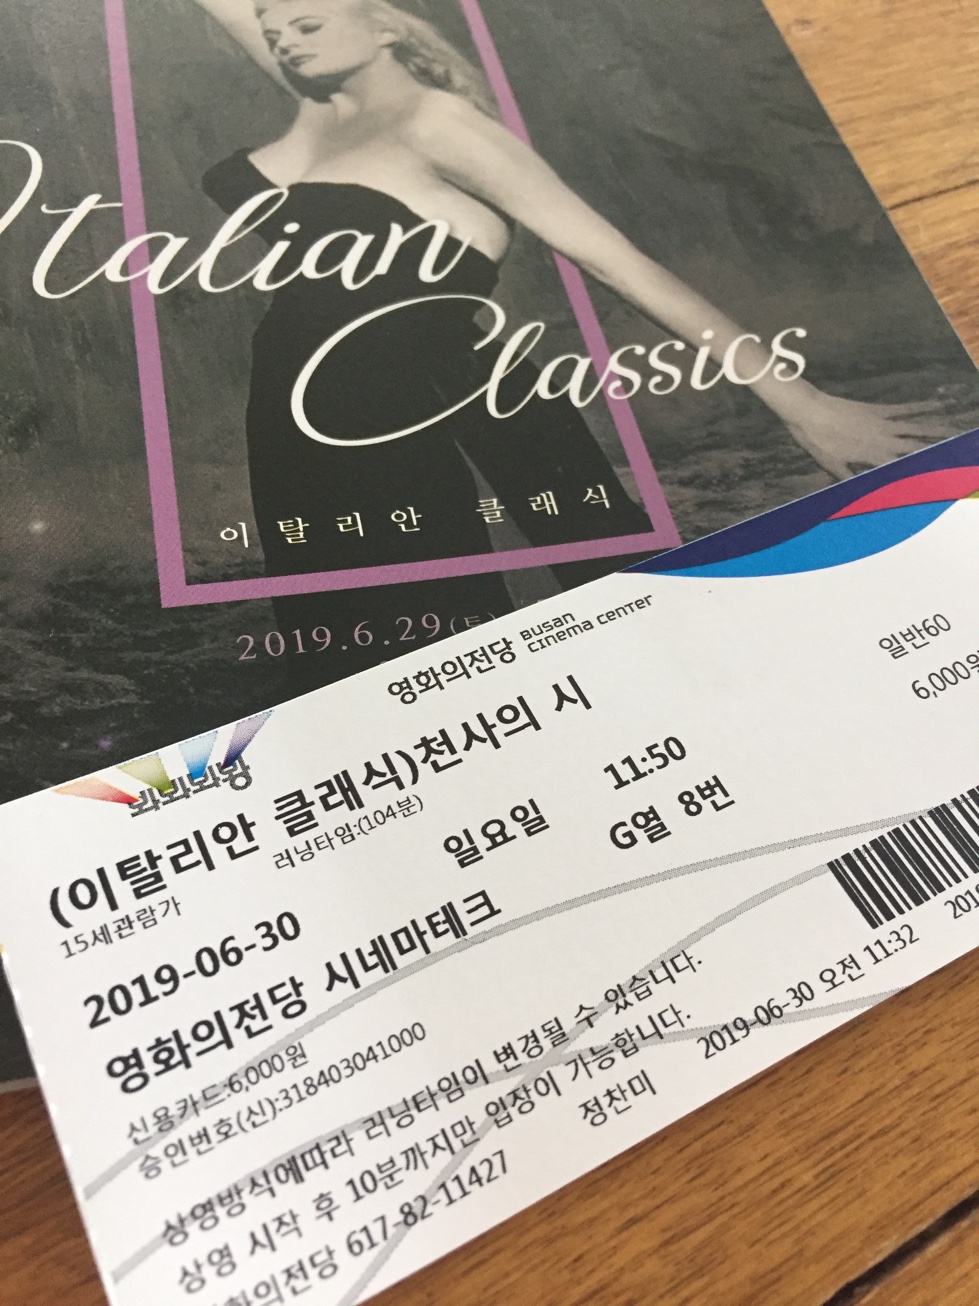 Italian
Classics
이탈리안 클래식
2019.6.29(토)
영화의전당 BUSAN CINEMA CENTER
일반60
6,000원
(이탈리안 클래식)천사의 시
15세관람가
러닝타임:(104분)
2019-06-30 일요일 11:50
영화의전당 시네마테크 G열 8번
신용카드:6,000원
승인번호(신):318403041000
상영방식에따라 러닝타임이 변경될 수 있습니다.
상영 시작 후 10분까지만 입장이 가능합니다.
영화의전당 617-82-11427 정찬미 2019-06-30 오전 11:32